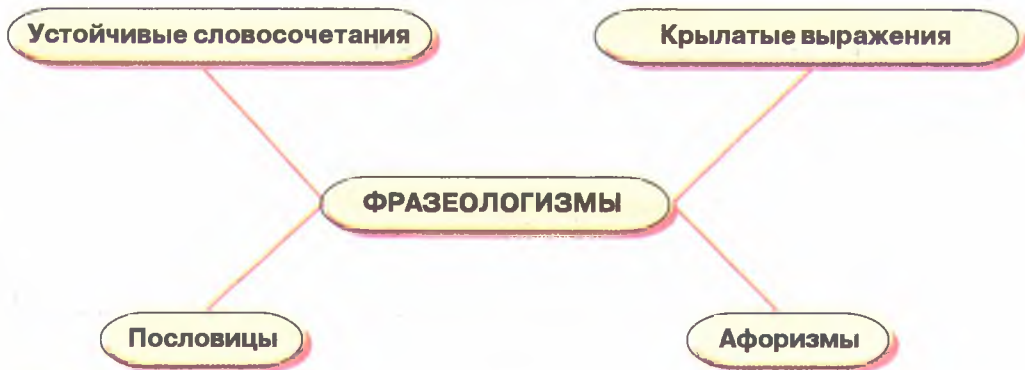 Устойчивые словосочетания
Крылатые выражения
ФРАЗЕОЛОГИЗМЫ
Пословицы
Афоризмы